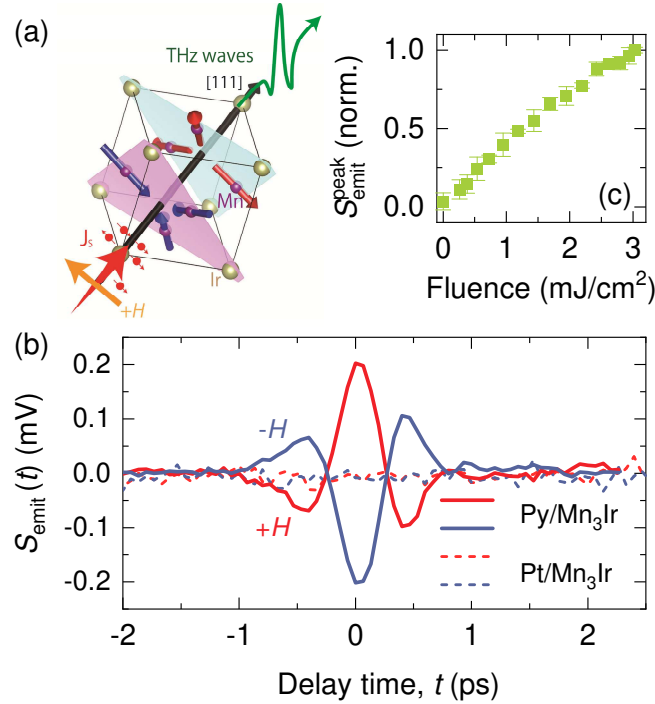 (a)
THz waves
[111]
Mn
Jₛ
Ir
+H
1.0
0.5
0.0
S_emit^peak (norm.)
(c)
0 1 2 3
Fluence (mJ/cm²)
(b)
0.2
0.1
0.0
-0.1
-0.2
S_emit (t) (mV)
-H
+H
Py/Mn₃Ir
Pt/Mn₃Ir
-2 -1 0 1 2
Delay time, t (ps)